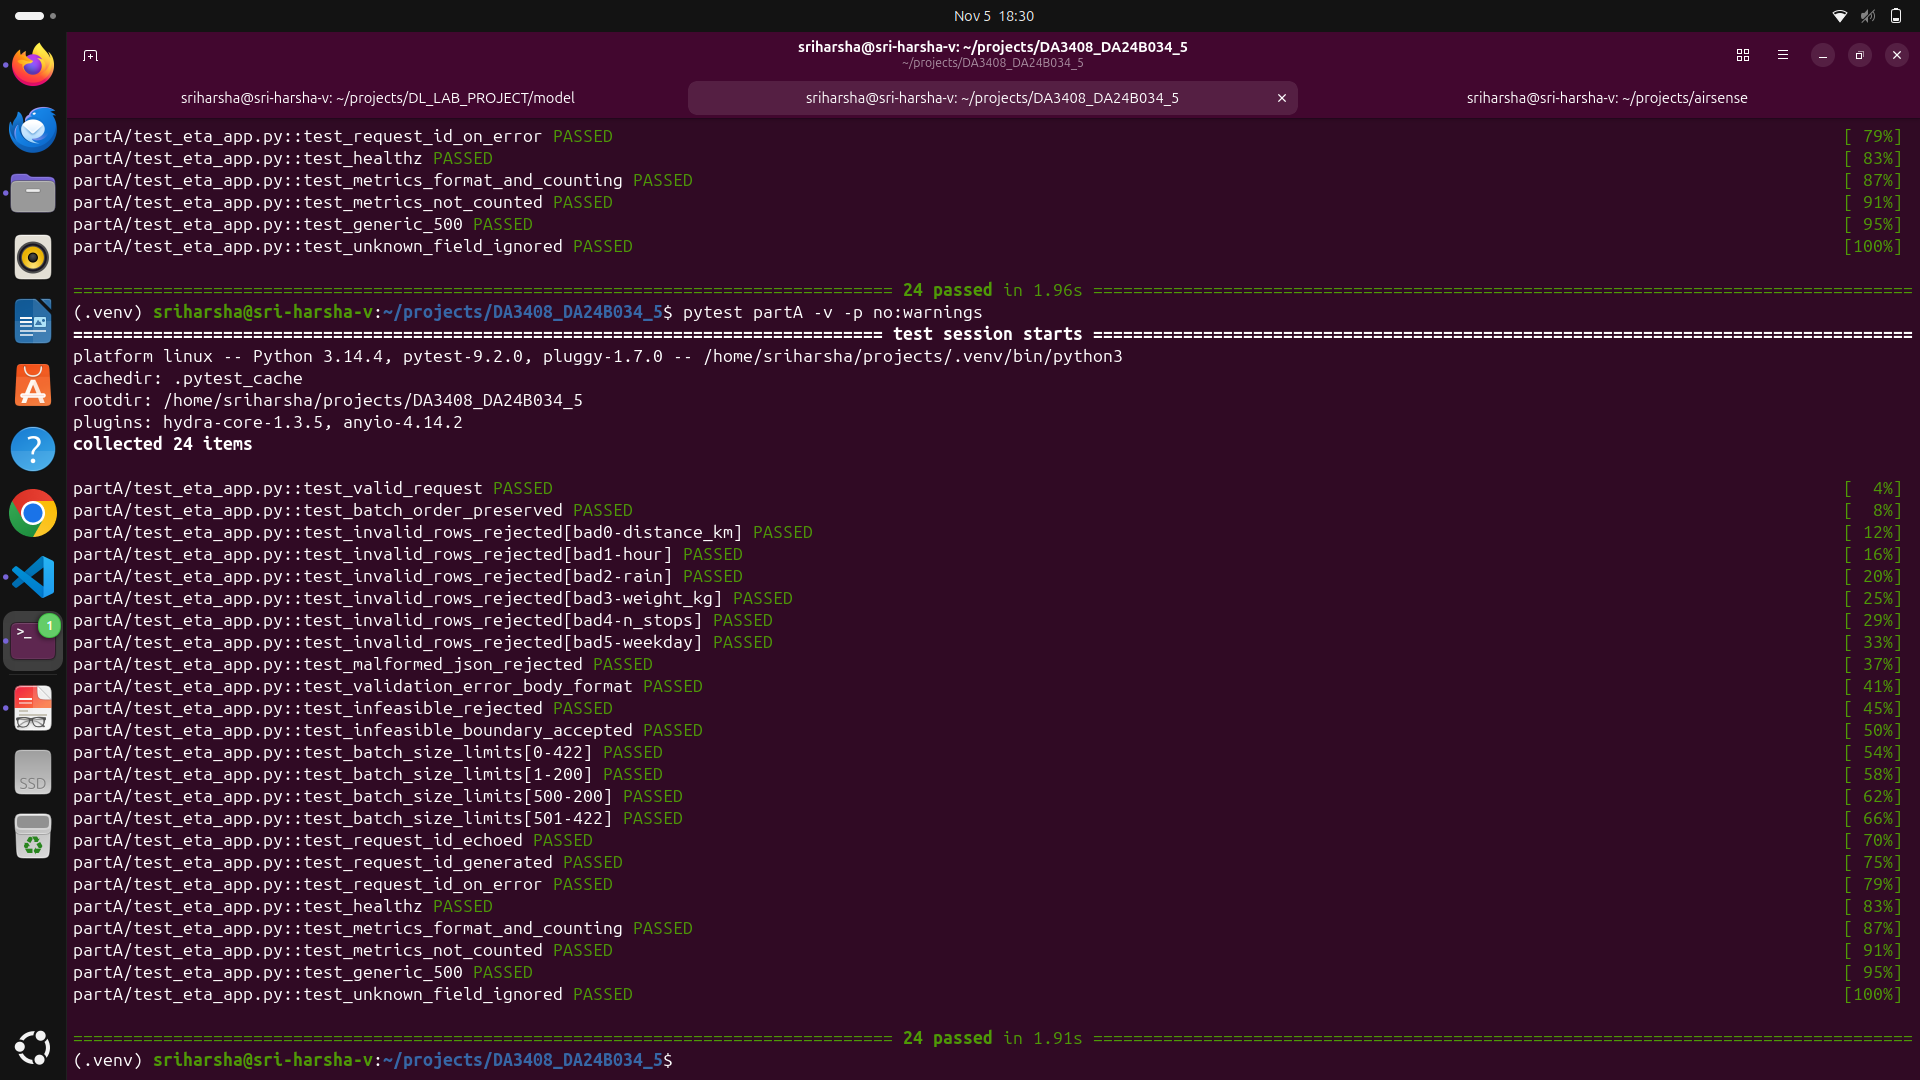 Nov 5 18:30
sriharsha@sri-harsha-v: ~/projects/DA3408_DA24B034_5
~/projects/DA3408_DA24B034_5
sriharsha@sri-harsha-v: ~/projects/DL_LAB_PROJECT/model
sriharsha@sri-harsha-v: ~/projects/DA3408_DA24B034_5
sriharsha@sri-harsha-v: ~/projects/airsense
partA/test_eta_app.py::test_request_id_on_error PASSED [ 79%]
partA/test_eta_app.py::test_healthz PASSED [ 83%]
partA/test_eta_app.py::test_metrics_format_and_counting PASSED [ 87%]
partA/test_eta_app.py::test_metrics_not_counted PASSED [ 91%]
partA/test_eta_app.py::test_generic_500 PASSED [ 95%]
partA/test_eta_app.py::test_unknown_field_ignored PASSED [100%]
================================================================================== 24 passed in 1.96s ==================================================================================
(.venv) sriharsha@sri-harsha-v:~/projects/DA3408_DA24B034_5$ pytest partA -v -p no:warnings
================================================================================= test session starts ==================================================================================
platform linux -- Python 3.14.4, pytest-9.2.0, pluggy-1.7.0 -- /home/sriharsha/projects/.venv/bin/python3
cachedir: .pytest_cache
rootdir: /home/sriharsha/projects/DA3408_DA24B034_5
plugins: hydra-core-1.3.5, anyio-4.14.2
collected 24 items
partA/test_eta_app.py::test_valid_request PASSED [  4%]
partA/test_eta_app.py::test_batch_order_preserved PASSED [  8%]
partA/test_eta_app.py::test_invalid_rows_rejected[bad0-distance_km] PASSED [ 12%]
partA/test_eta_app.py::test_invalid_rows_rejected[bad1-hour] PASSED [ 16%]
partA/test_eta_app.py::test_invalid_rows_rejected[bad2-rain] PASSED [ 20%]
partA/test_eta_app.py::test_invalid_rows_rejected[bad3-weight_kg] PASSED [ 25%]
partA/test_eta_app.py::test_invalid_rows_rejected[bad4-n_stops] PASSED [ 29%]
partA/test_eta_app.py::test_invalid_rows_rejected[bad5-weekday] PASSED [ 33%]
partA/test_eta_app.py::test_malformed_json_rejected PASSED [ 37%]
partA/test_eta_app.py::test_validation_error_body_format PASSED [ 41%]
partA/test_eta_app.py::test_infeasible_rejected PASSED [ 45%]
partA/test_eta_app.py::test_infeasible_boundary_accepted PASSED [ 50%]
partA/test_eta_app.py::test_batch_size_limits[0-422] PASSED [ 54%]
partA/test_eta_app.py::test_batch_size_limits[1-200] PASSED [ 58%]
partA/test_eta_app.py::test_batch_size_limits[500-200] PASSED [ 62%]
partA/test_eta_app.py::test_batch_size_limits[501-422] PASSED [ 66%]
partA/test_eta_app.py::test_request_id_echoed PASSED [ 70%]
partA/test_eta_app.py::test_request_id_generated PASSED [ 75%]
partA/test_eta_app.py::test_request_id_on_error PASSED [ 79%]
partA/test_eta_app.py::test_healthz PASSED [ 83%]
partA/test_eta_app.py::test_metrics_format_and_counting PASSED [ 87%]
partA/test_eta_app.py::test_metrics_not_counted PASSED [ 91%]
partA/test_eta_app.py::test_generic_500 PASSED [ 95%]
partA/test_eta_app.py::test_unknown_field_ignored PASSED [100%]
================================================================================== 24 passed in 1.91s ==================================================================================
(.venv) sriharsha@sri-harsha-v:~/projects/DA3408_DA24B034_5$
>_
1
SSD